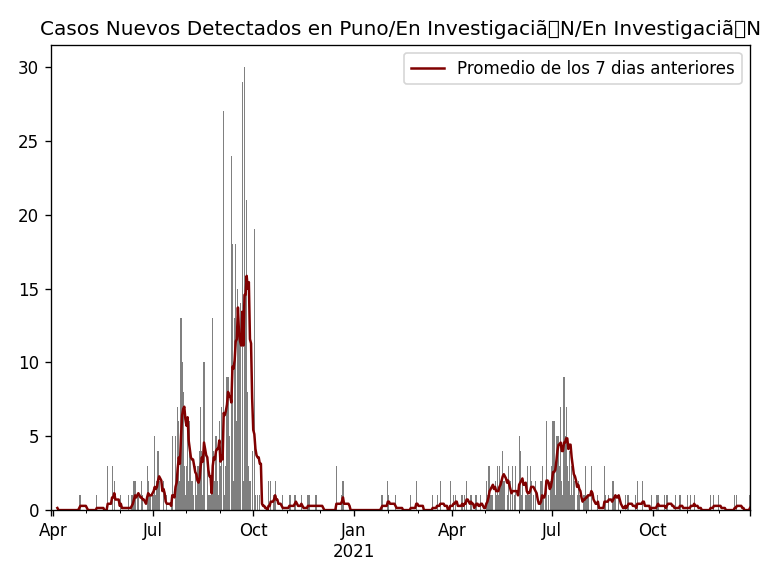 Casos Nuevos Detectados en Puno/En Investigaciã▯N/En Investigaciã▯N
Promedio de los 7 dias anteriores
30
25
20
15
10
5
0
Apr Jul Oct Jan Apr Jul Oct
2021